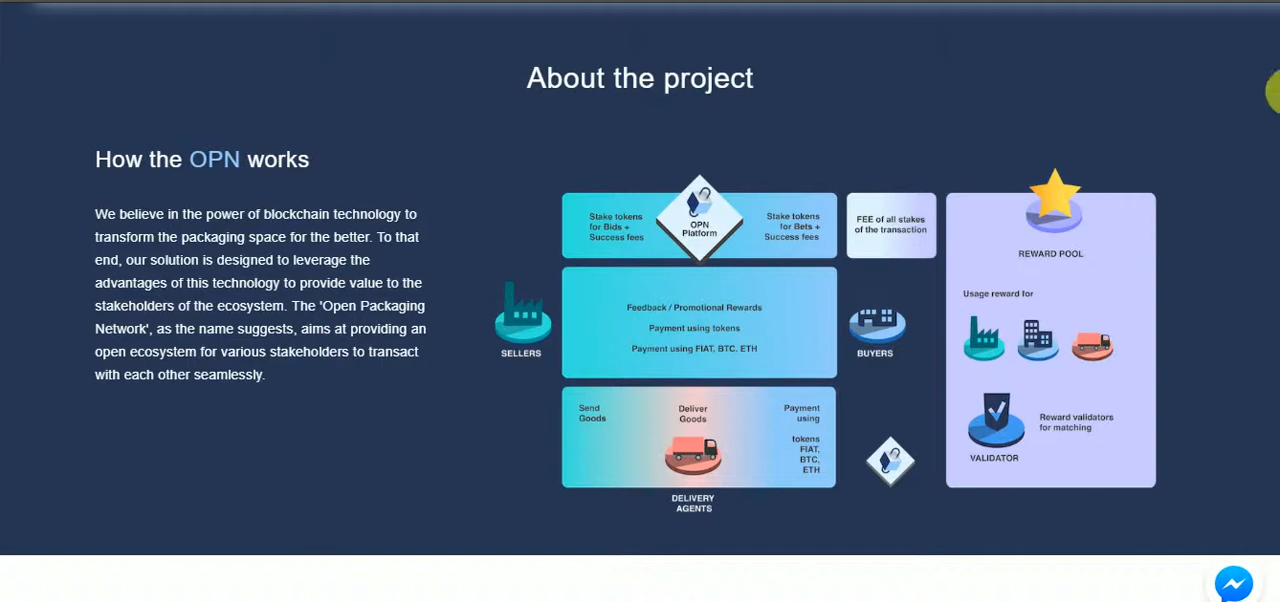 About the project
How the OPN works
We believe in the power of blockchain technology to
transform the packaging space for the better. To that
end, our solution is designed to leverage the
advantages of this technology to provide value to the
stakeholders of the ecosystem. The 'Open Packaging
Network', as the name suggests, aims at providing an
open ecosystem for various stakeholders to transact
with each other seamlessly.
Stake tokens
for Bids +
Success fees
OPN
Platform
Stake tokens
for Bets +
Success fees
FEE of all stakes
of the transaction
SELLERS
Feedback / Promotional Rewards
Payment using tokens
Payment using FIAT, BTC. ETH
BUYERS
Send
Goods
Deliver
Goods
Payment
using
tokens
FIAT,
BTC,
ETH
DELIVERY
AGENTS
REWARD POOL
Usage reward for
Reward validators
for matching
VALIDATOR